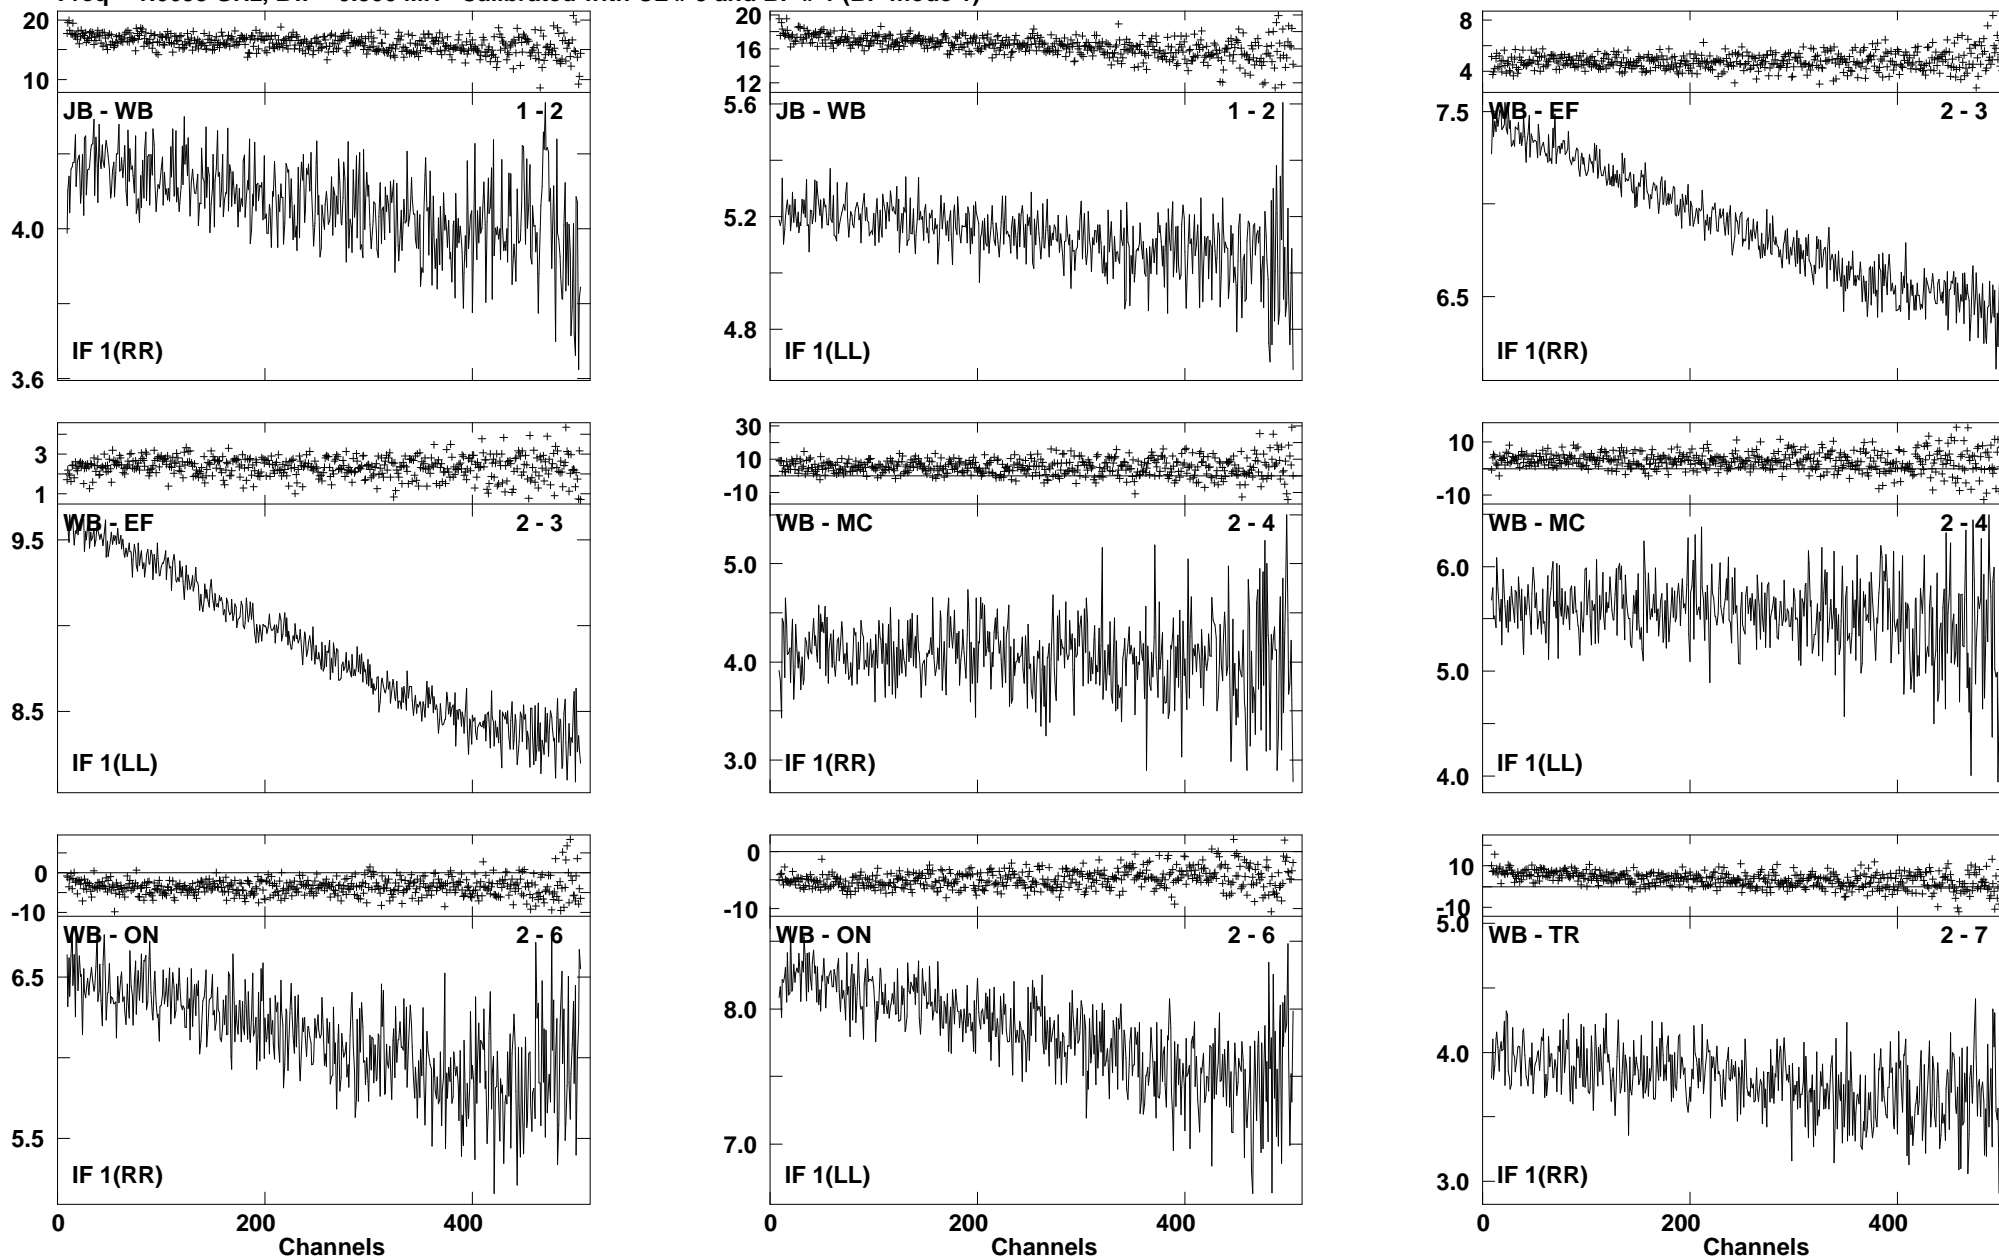 20
10
JB - WB 1 - 2
4.0
3.6
IF 1(RR)
20
16
12
5.6
JB - WB 1 - 2
5.2
4.8
IF 1(LL)
8
4
7.5
WB - EF 2 - 3
6.5
IF 1(RR)
3
1
WB - EF 2 - 3
9.5
8.5
IF 1(LL)
30
10
-10
WB - MC 2 - 4
5.0
4.0
3.0
IF 1(RR)
10
-10
WB - MC 2 - 4
6.0
5.0
4.0
IF 1(LL)
0
-10
WB - ON 2 - 6
6.5
5.5
IF 1(RR)
0 200 400
Channels
0
-10
WB - ON 2 - 6
8.0
7.0
IF 1(LL)
0 200 400
Channels
10
-10
5.0
WB - TR 2 - 7
4.0
3.0
IF 1(RR)
0 200 400
Channels